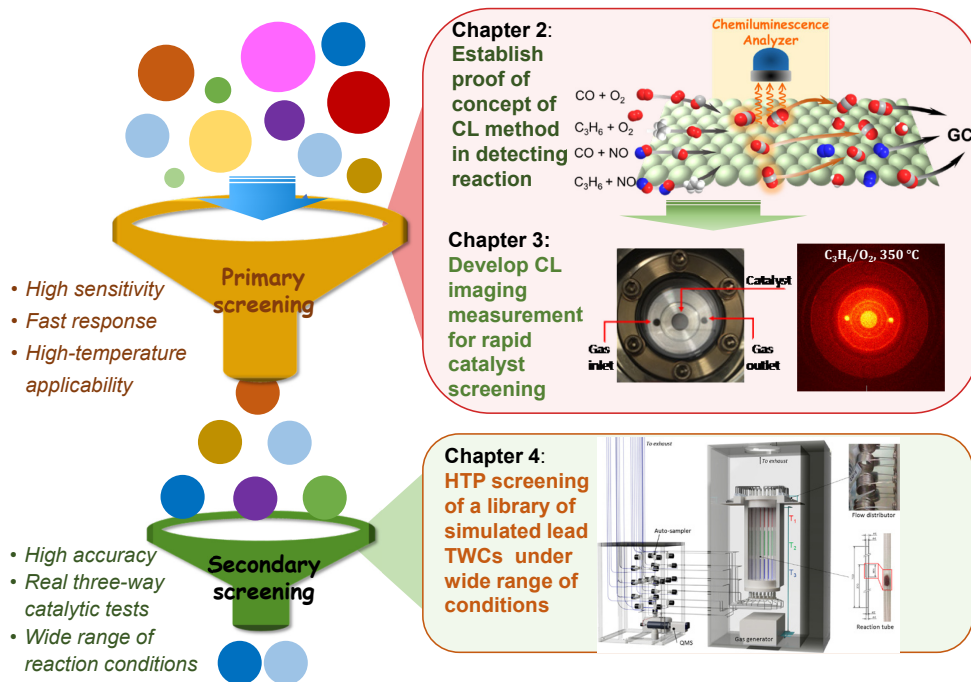 Chapter 2:
Establish
proof of
concept of
CL method
in detecting
reaction
Chemiluminescence
Analyzer
CO + O₂
C₃H₆ + O₂
CO + NO
C₃H₆ + NO
GC
Primary
screening
• High sensitivity
• Fast response
• High-temperature
applicability
Chapter 3:
Develop CL
imaging
measurement
for rapid
catalyst
screening
Catalyst
Gas
inlet
Gas
outlet
C₃H₆/O₂, 350 °C
Secondary
screening
• High accuracy
• Real three-way
catalytic tests
• Wide range of
reaction conditions
Chapter 4:
HTP screening
of a library of
simulated lead
TWCs under
wide range of
conditions
To exhaust
To exhaust
Auto-sampler
QMS
T₁
T₂
T₃
Gas generator
Flow distributor
Reaction tube